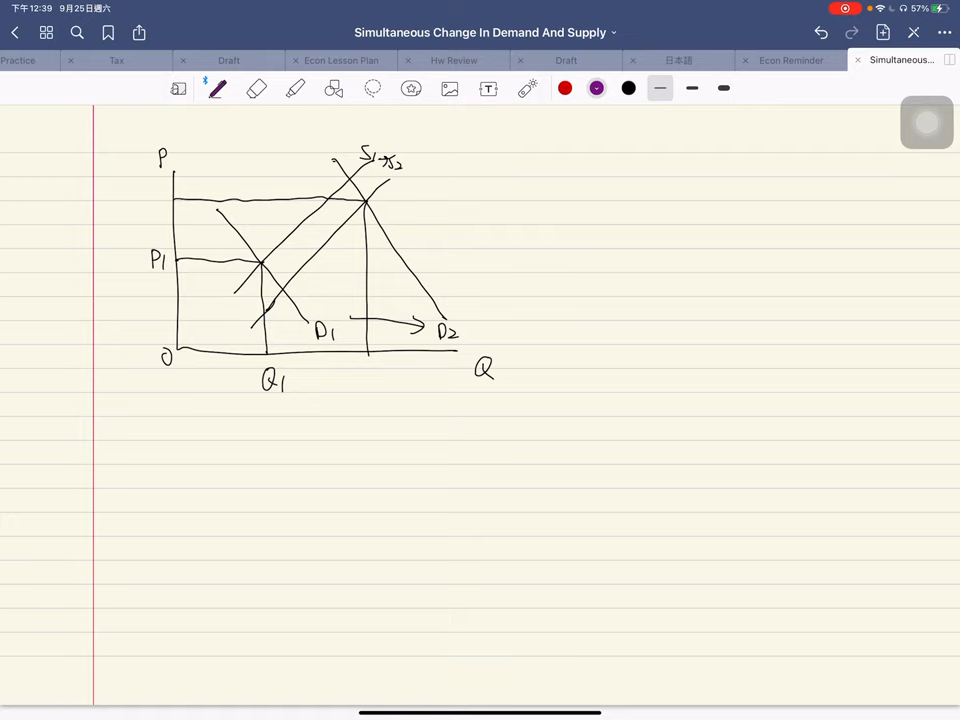 下午12:39 9月25日週六 57%
Simultaneous Change In Demand And Supply
Practice Tax Draft Econ Lesson Plan Hw Review Draft 日本語 Econ Reminder Simultaneous...
T
P
S1→S2
P1
D1 D2
O
Q1 Q